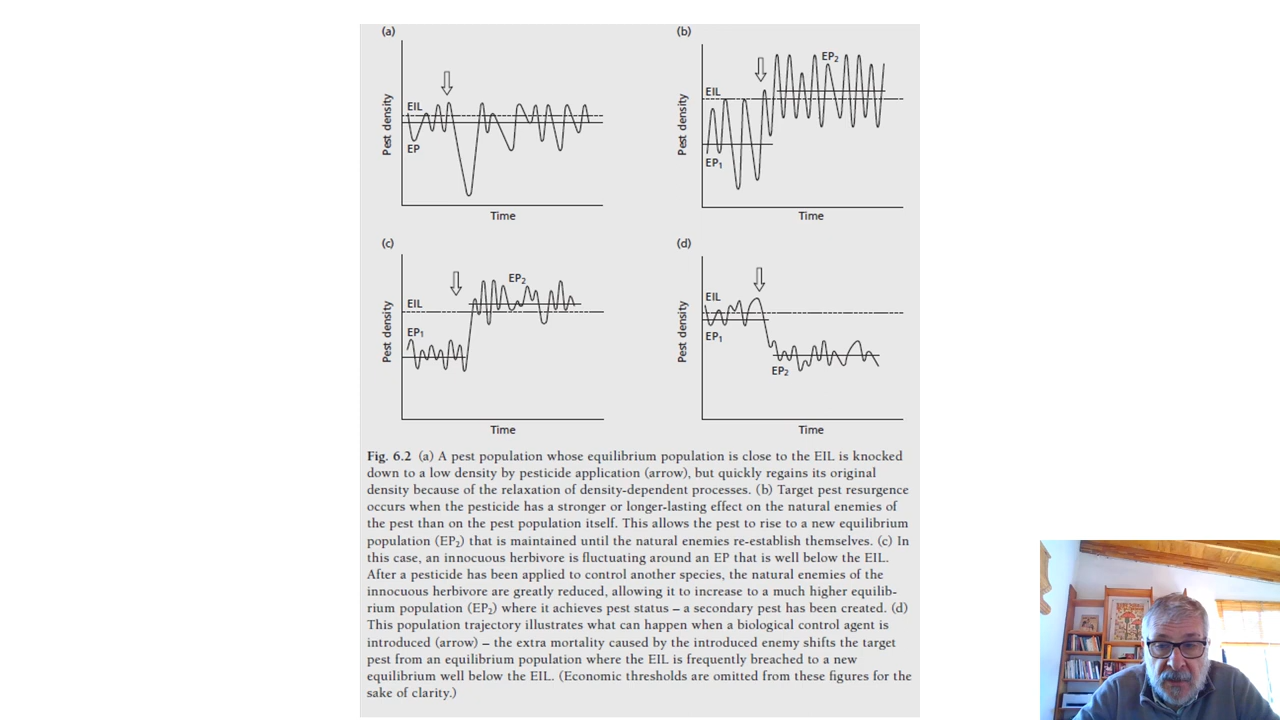 (a)
EIL
EP
Pest density
Time
(b)
EP2
EIL
EP1
Pest density
Time
(c)
EP2
EIL
EP1
Pest density
Time
(d)
EIL
EP1
EP2
Pest density
Time
Fig. 6.2 (a) A pest population whose equilibrium population is close to the EIL is knocked
down to a low density by pesticide application (arrow), but quickly regains its original
density because of the relaxation of density-dependent processes. (b) Target pest resurgence
occurs when the pesticide has a stronger or longer-lasting effect on the natural enemies of
the pest than on the pest population itself. This allows the pest to rise to a new equilibrium
population (EP2) that is maintained until the natural enemies re-establish themselves. (c) In
this case, an innocuous herbivore is fluctuating around an EP that is well below the EIL.
After a pesticide has been applied to control another species, the natural enemies of the
innocuous herbivore are greatly reduced, allowing it to increase to a much higher equilib-
rium population (EP2) where it achieves pest status – a secondary pest has been created. (d)
This population trajectory illustrates what can happen when a biological control agent is
introduced (arrow) – the extra mortality caused by the introduced enemy shifts the target
pest from an equilibrium population where the EIL is frequently breached to a new
equilibrium well below the EIL. (Economic thresholds are omitted from these figures for the
sake of clarity.)